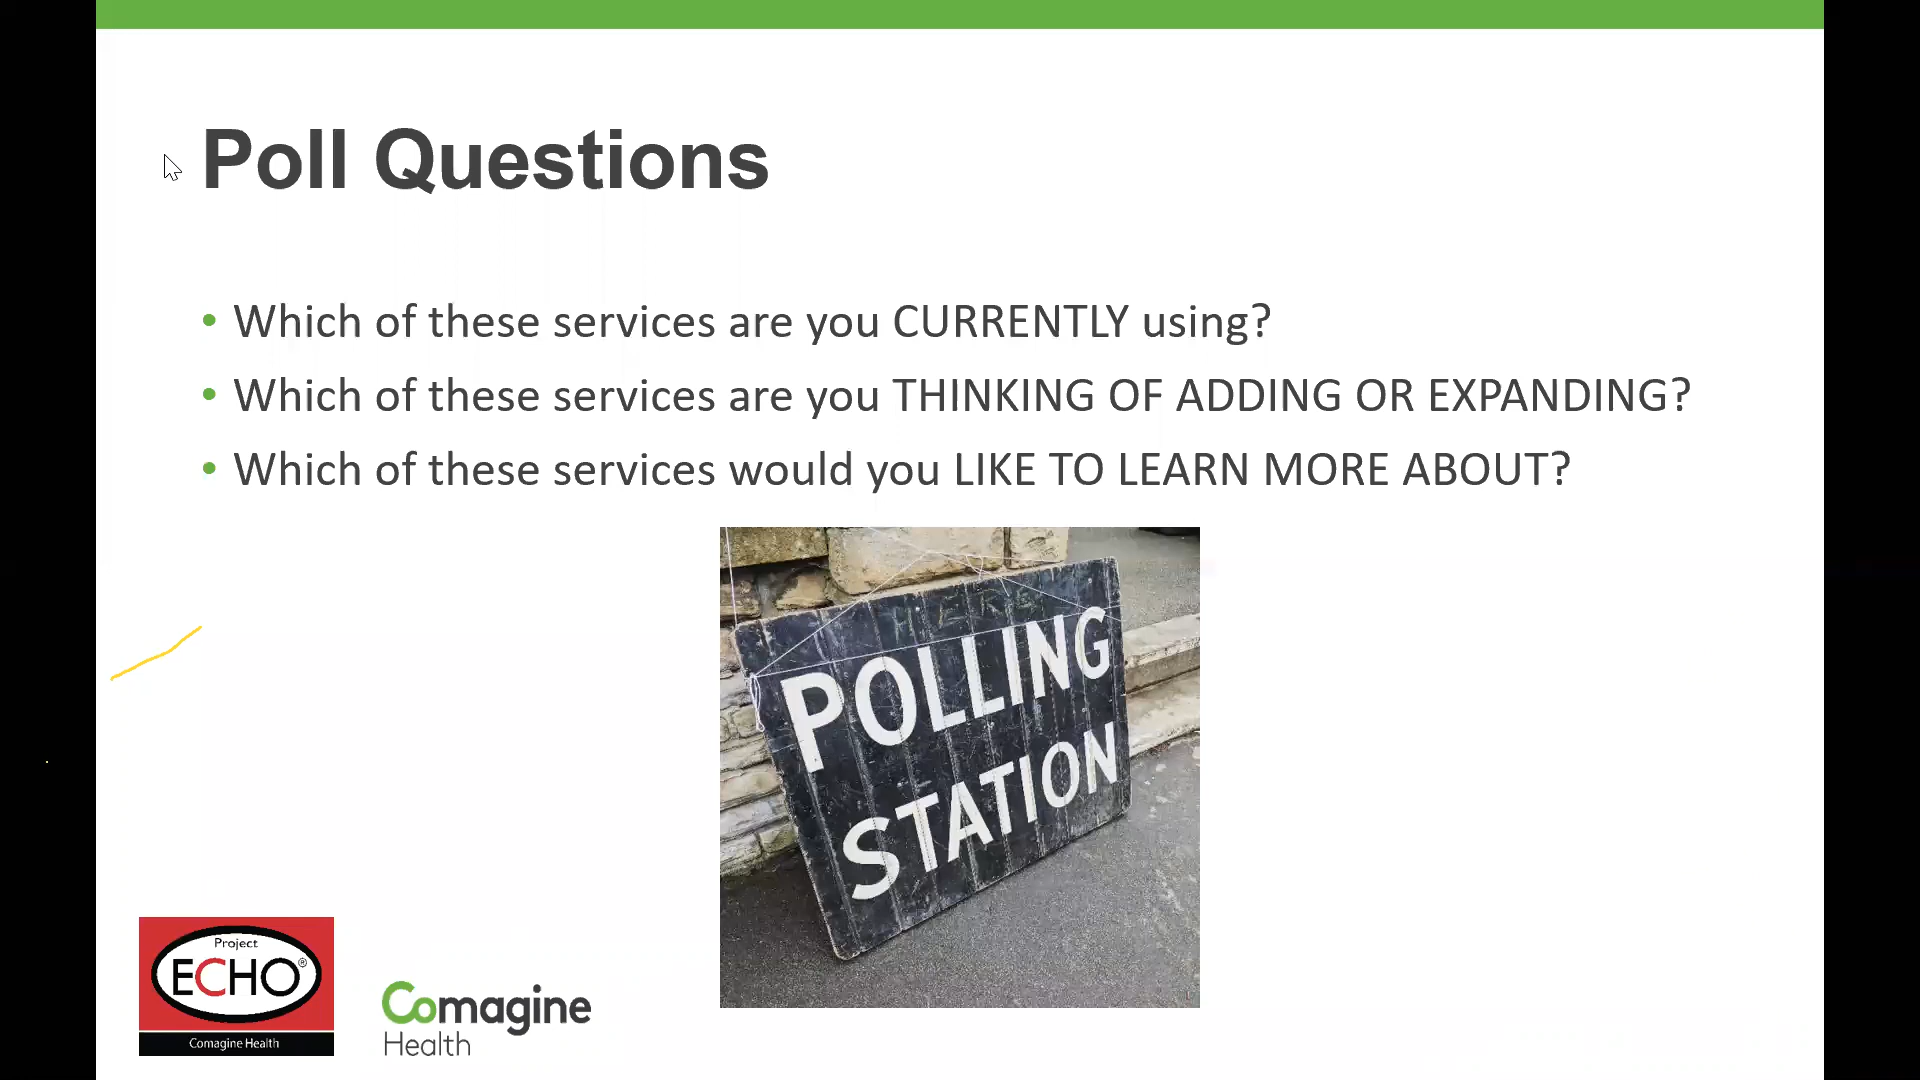 Poll Questions
• Which of these services are you CURRENTLY using?
• Which of these services are you THINKING OF ADDING OR EXPANDING?
• Which of these services would you LIKE TO LEARN MORE ABOUT?
POLLING
STATION
Project
ECHO®
Comagine Health
Comagine
Health